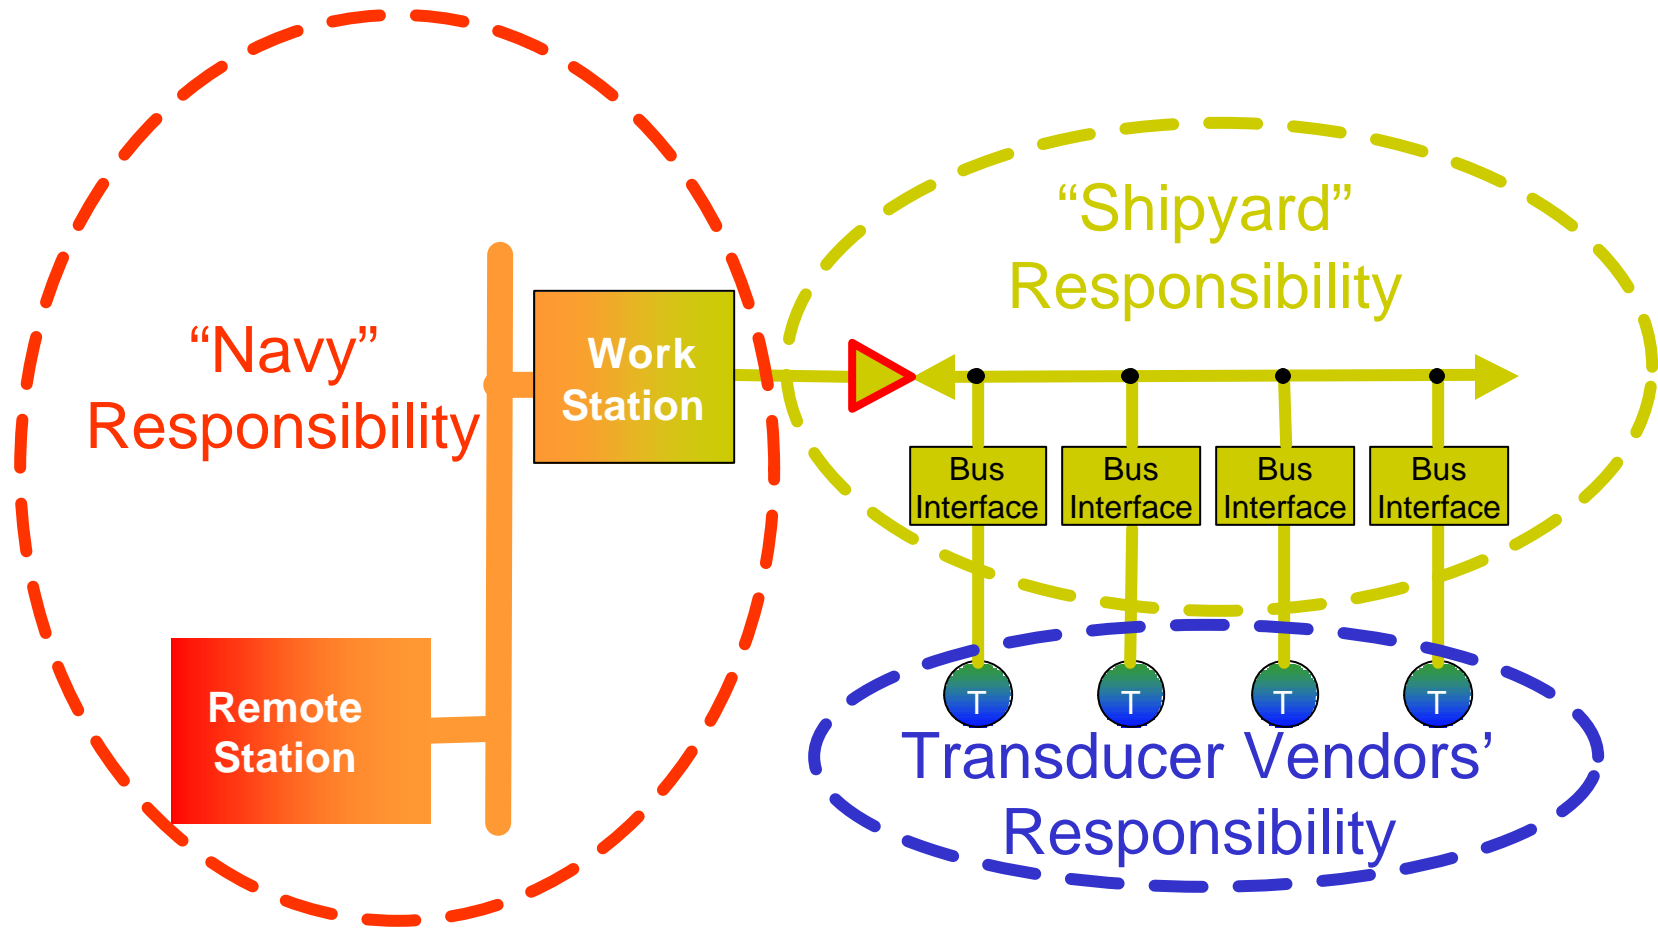 “Navy”
Responsibility
Work
Station
Remote
Station
“Shipyard”
Responsibility
Bus
Interface
Bus
Interface
Bus
Interface
Bus
Interface
T
T
T
T
Transducer Vendors’
Responsibility